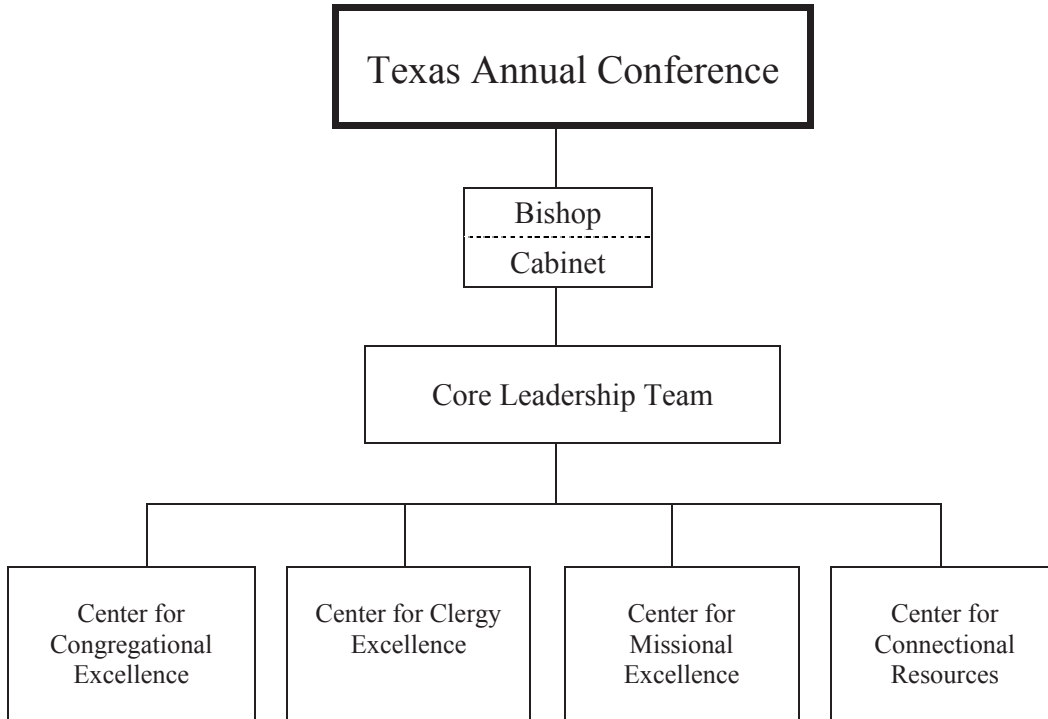 Texas Annual Conference
Bishop
Cabinet
Core Leadership Team
Center for
Congregational
Excellence
Center for Clergy
Excellence
Center for
Missional
Excellence
Center for
Connectional
Resources